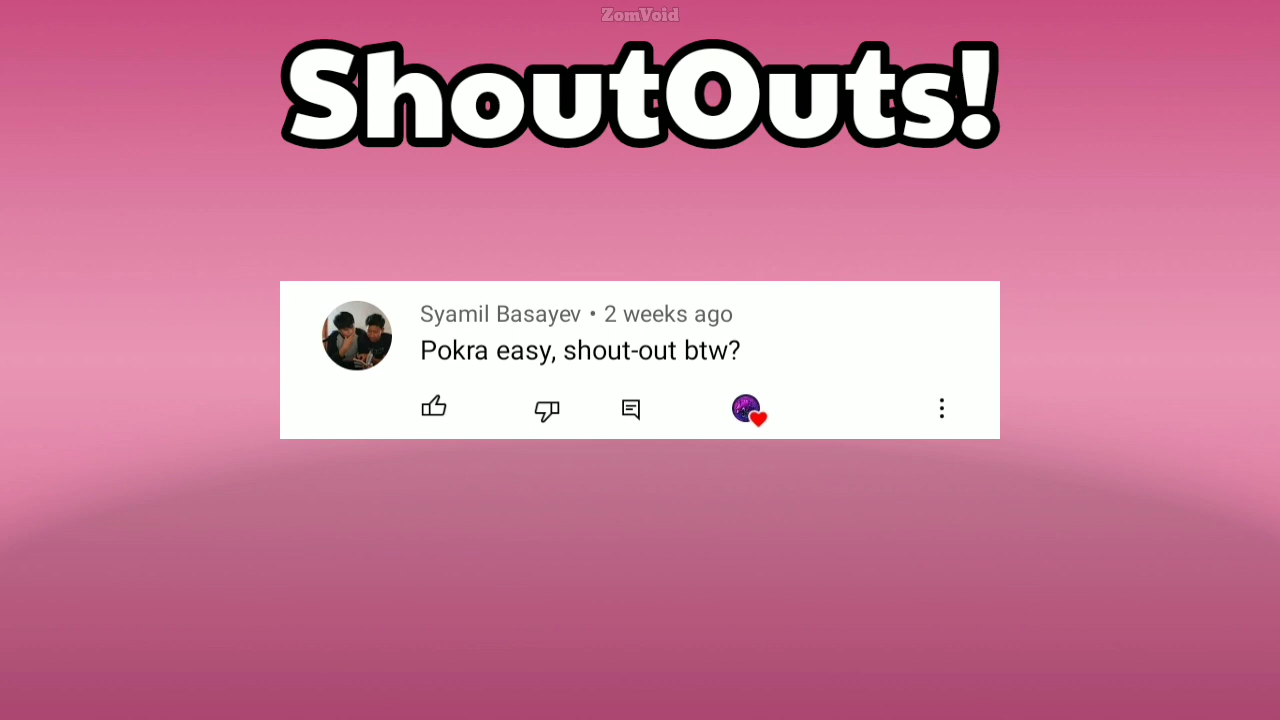 ZomVoid
ShoutOuts!
Syamil Basayev • 2 weeks ago
Pokra easy, shout-out btw?